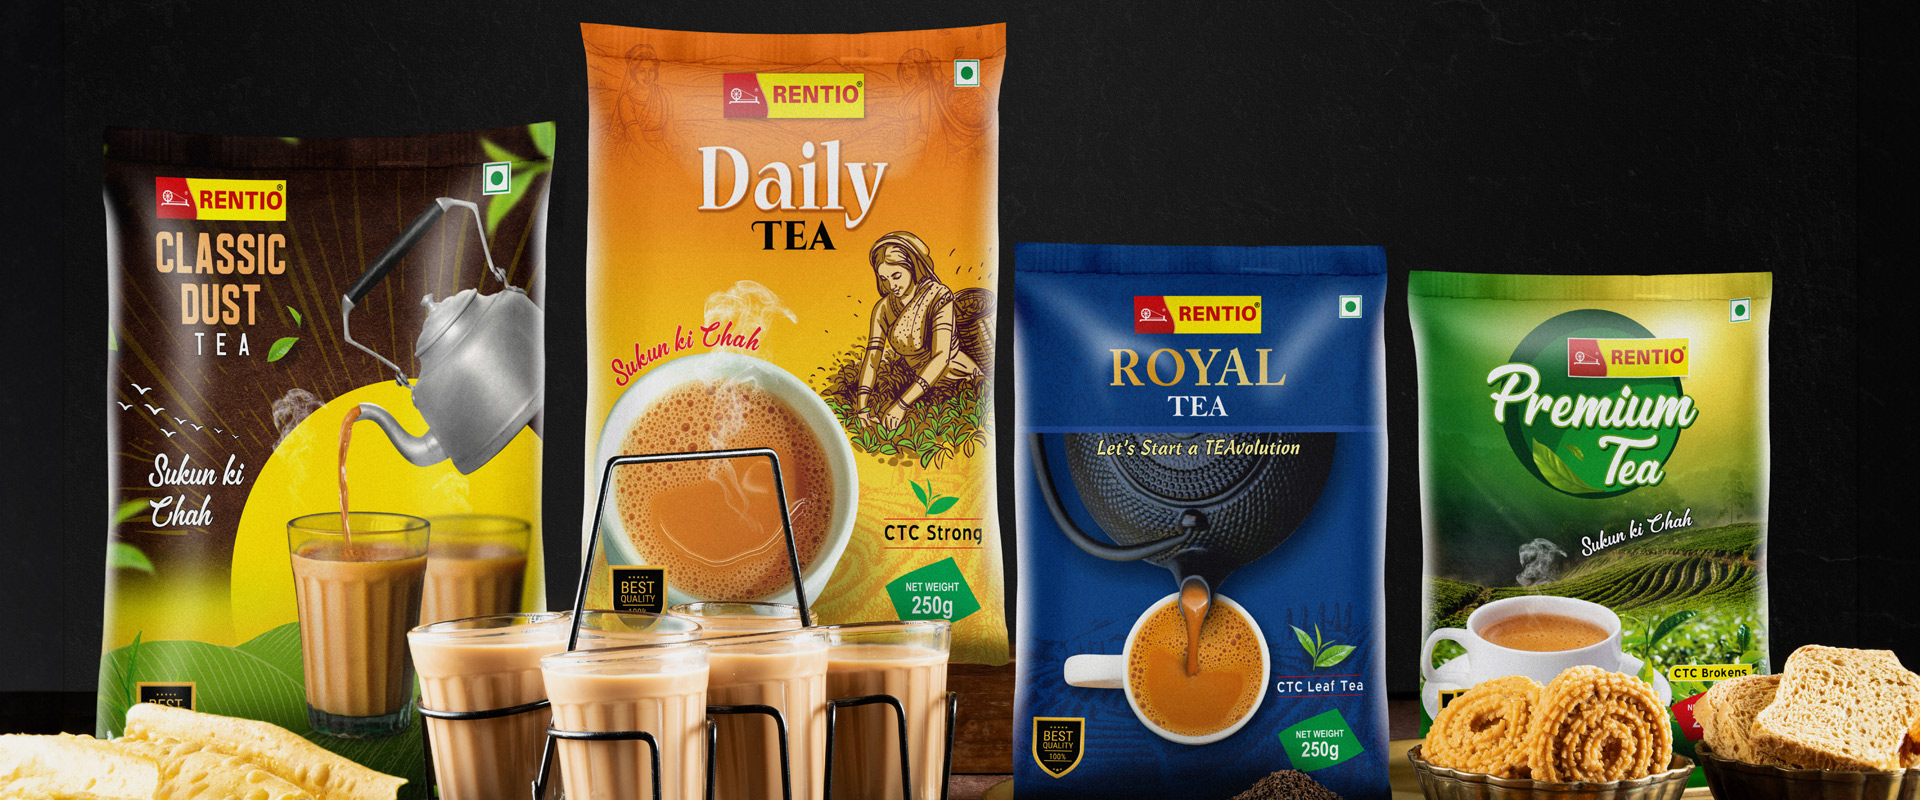 RENTIO®
CLASSIC
DUST
TEA
Sukun ki
Chah
BEST
RENTIO®
Daily
TEA
Sukun ki Chah
CTC Strong
NET WEIGHT
250g
BEST
QUALITY
100%
RENTIO®
ROYAL
TEA
Let's Start a TEAvolution
CTC Leaf Tea
NET WEIGHT
250g
BEST
QUALITY
100%
RENTIO®
Premium
Tea
Sukun ki Chah
CTC Brokens